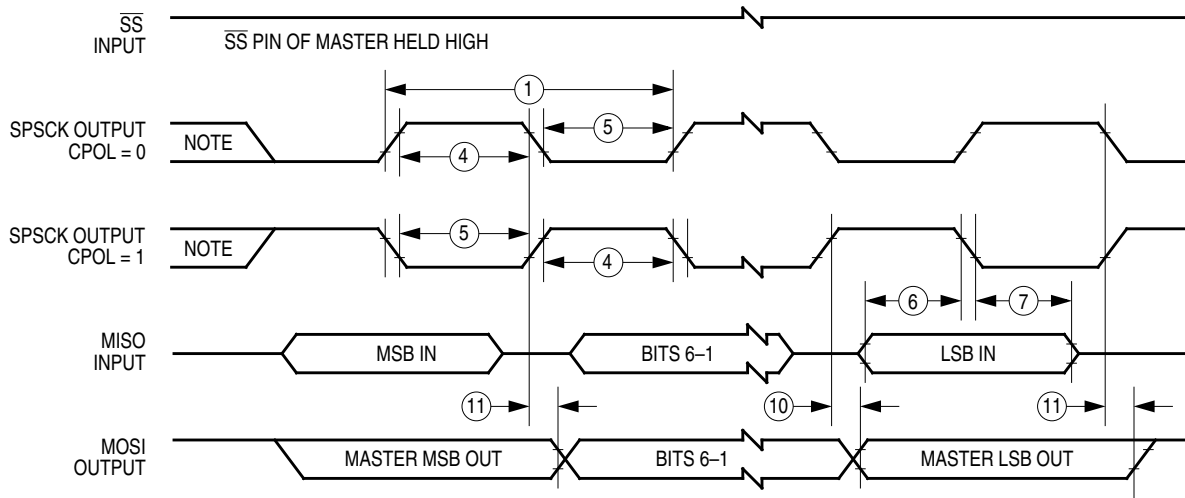 SS
INPUT
SS PIN OF MASTER HELD HIGH
1
SPSCK OUTPUT
CPOL = 0
NOTE
5
4
SPSCK OUTPUT
CPOL = 1
NOTE
5
4
6
7
MISO
INPUT
MSB IN
BITS 6–1
LSB IN
11
10
11
MOSI
OUTPUT
MASTER MSB OUT
BITS 6–1
MASTER LSB OUT